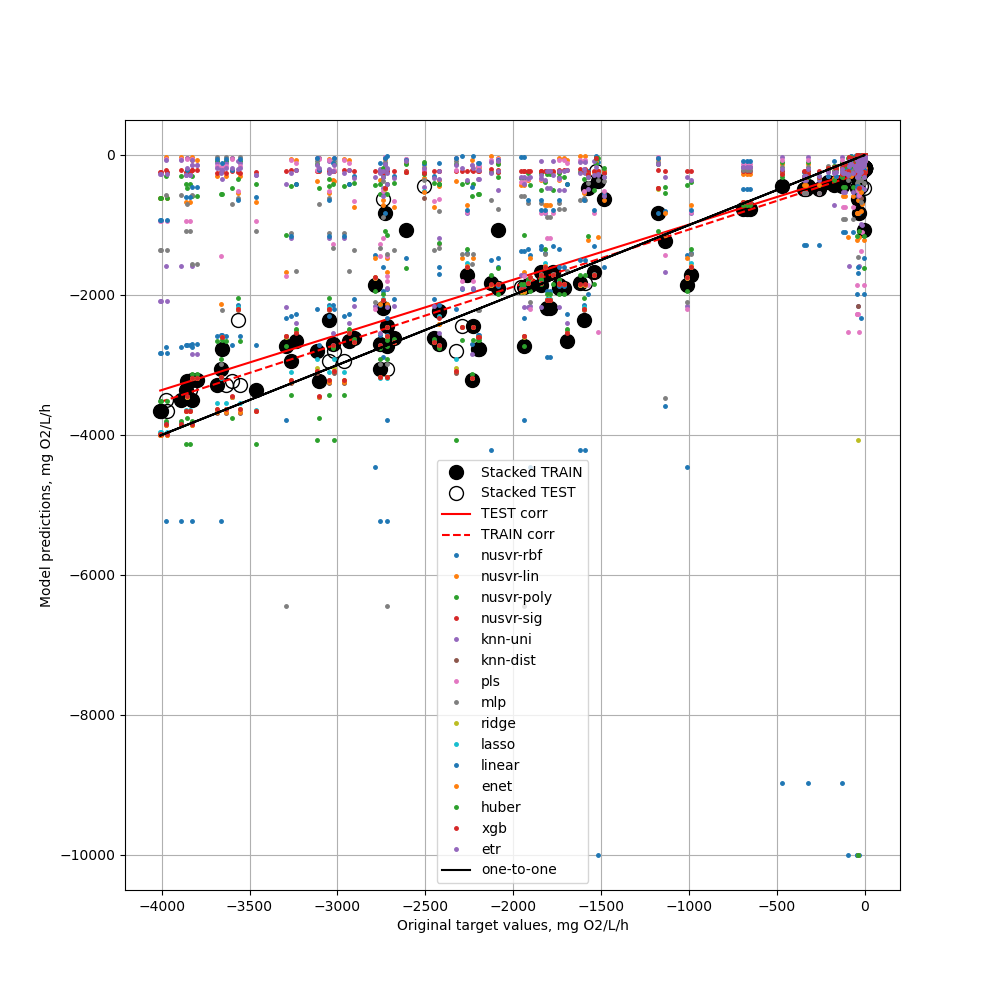 0
−2000
−4000
−6000
−8000
−10000
Model predictions, mg O2/L/h
Stacked TRAIN
Stacked TEST
TEST corr
TRAIN corr
nusvr-rbf
nusvr-lin
nusvr-poly
nusvr-sig
knn-uni
knn-dist
pls
mlp
ridge
lasso
linear
enet
huber
xgb
etr
one-to-one
−4000 −3500 −3000 −2500 −2000 −1500 −1000 −500 0
Original target values, mg O2/L/h